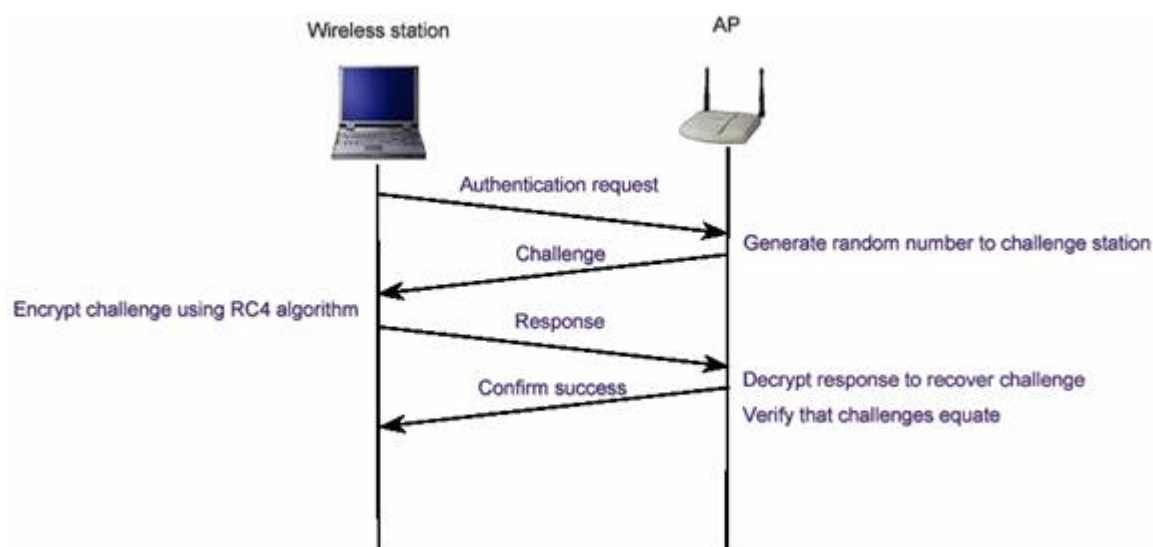 Wireless station
AP
Authentication request
Generate random number to challenge station
Challenge
Encrypt challenge using RC4 algorithm
Response
Decrypt response to recover challenge
Confirm success
Verify that challenges equate